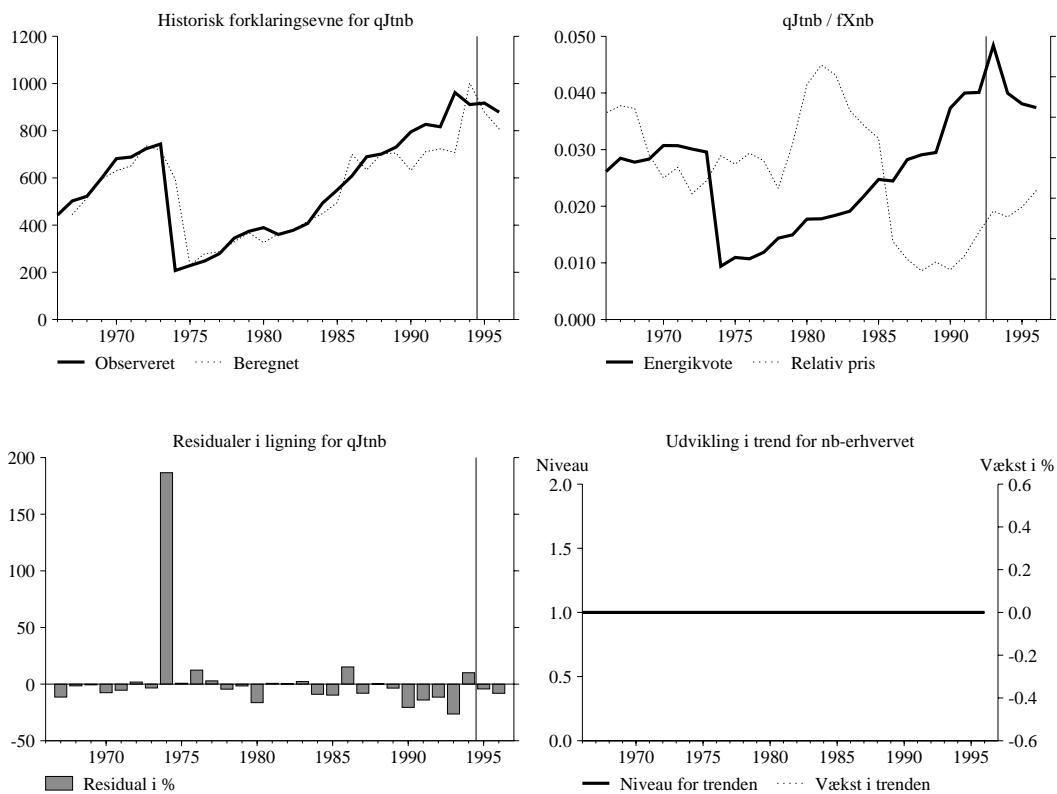 Historisk forklaringsevne for qJtnb
1200
1000
800
600
400
200
0
1970 1975 1980 1985 1990 1995
Observeret Beregnet
qJtnb / fXnb
0.050
0.040
0.030
0.020
0.010
0.000
1970 1975 1980 1985 1990 1995
Energikvote Relativ pris
Residualer i ligning for qJtnb
200
150
100
50
0
-50
1970 1975 1980 1985 1990 1995
Residual i %
Udvikling i trend for nb-erhvervet
Niveau Vækst i %
2.0 0.6
0.4
1.5
0.2
1.0 0.0
-0.2
0.5
-0.4
0.0 -0.6
1970 1975 1980 1985 1990 1995
Niveau for trenden Vækst i trenden